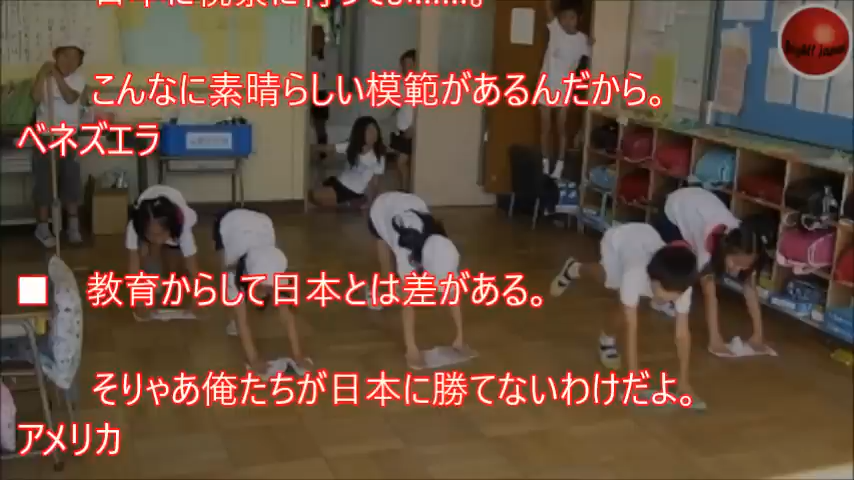 こんなに素晴らしい模範があるんだから。
ベネズエラ
■ 教育からして日本とは差がある。
そりゃあ俺たちが日本に勝てないわけだよ。
アメリカ